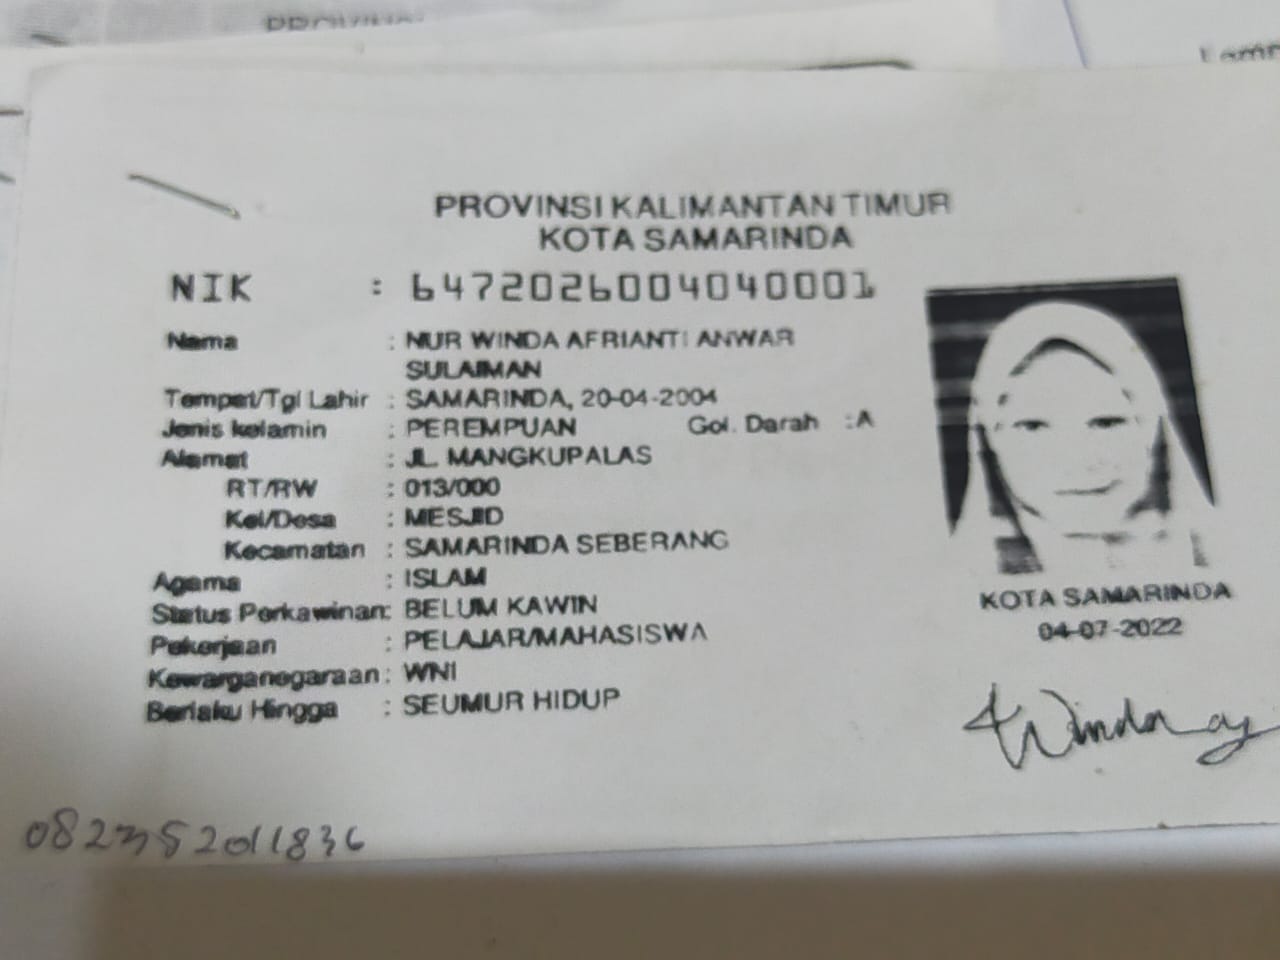 PROVINSI KALIMANTAN TIMUR
KOTA SAMARINDA
NIK : 6472026004040001
Nama : NUR WINDA AFRIANTI ANWAR
SULAIMAN
Tempat/Tgl Lahir : SAMARINDA, 20-04-2004
Jenis kelamin : PEREMPUAN Gol. Darah : A
Alamat : JL. MANGKUPALAS
RT/RW : 013/000
Kel/Desa : MESJID
Kecamatan : SAMARINDA SEBERANG
Agama : ISLAM
Status Perkawinan: BELUM KAWIN
Pekerjaan : PELAJAR/MAHASISWA
Kewarganegaraan: WNI
Berlaku Hingga : SEUMUR HIDUP
KOTA SAMARINDA
04-07-2022
Winda
082352011836